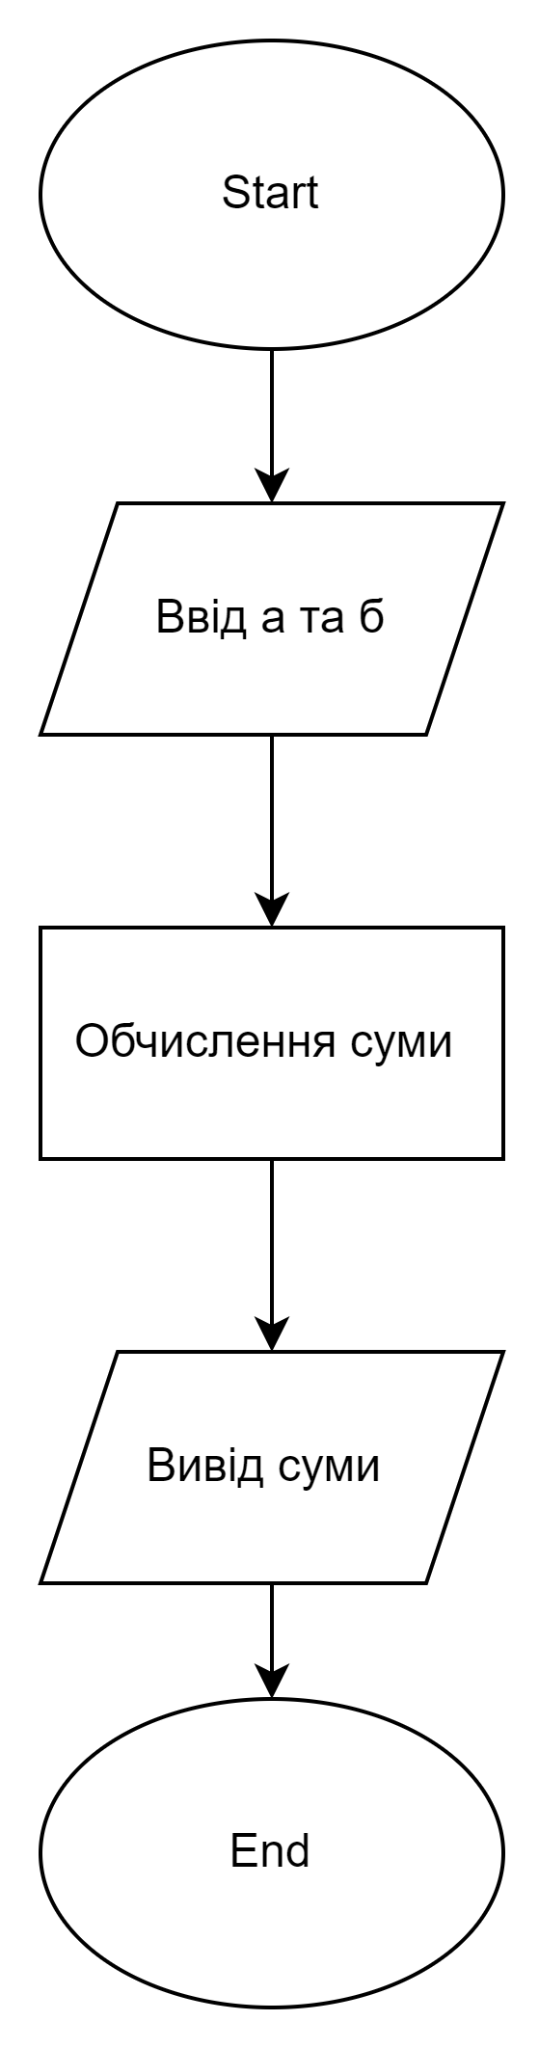 Start
Ввід а та б
Обчислення суми
Вивід суми
End